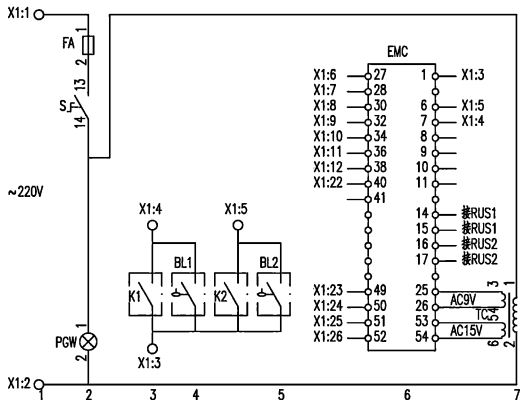 X1:1
1
FA
2
EMC
X1:6 27 1 X1:3
X1:7 28
X1:8 30 6 X1:5
X1:9 32 7 X1:4
X1:10 34 8
X1:11 36 9
X1:12 38 10
X1:22 40 11
41
14 接RUS1
15 接RUS1
16 接RUS2
17 接RUS2
X1:23 49 25
X1:24 50 26
X1:25 51 53
X1:26 52 54
13
S
14
~220V
X1:4 X1:5
BL1 BL2
K1 K2
X1:3
3 1
AC9V
54
TC
AC15V
6 2
1
PGW
2
X1:2
1 2 3 4 5 6 7